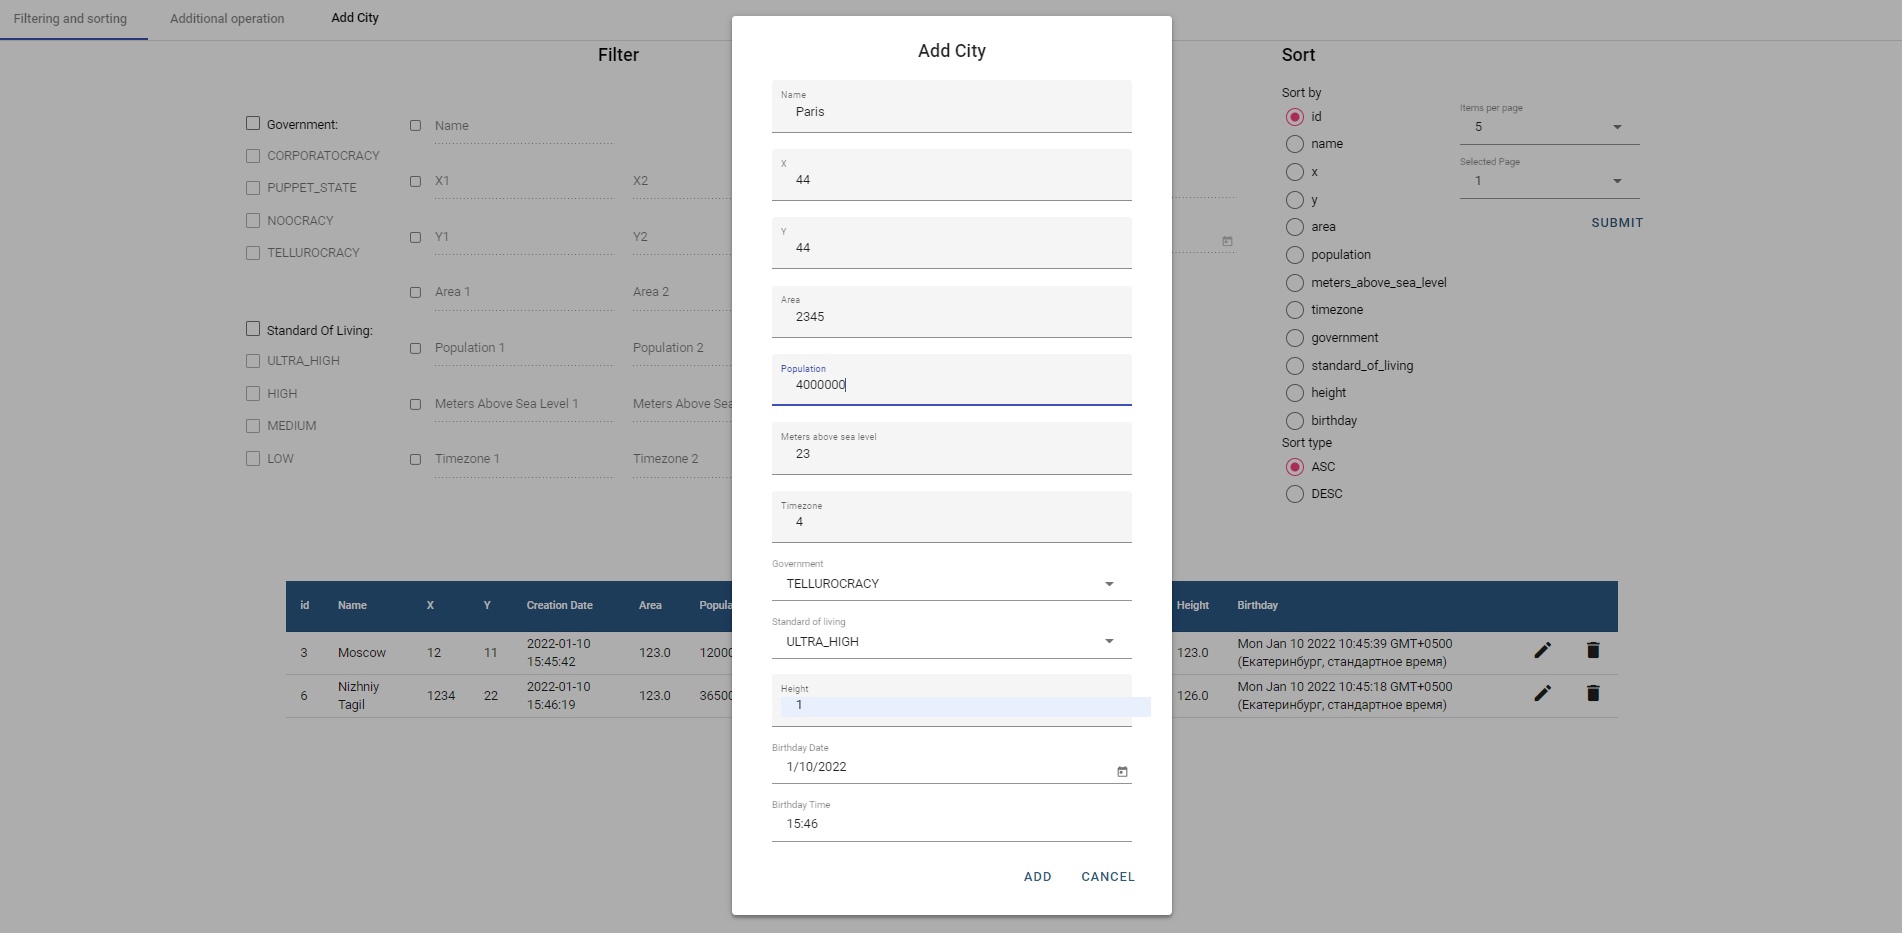 Filtering and sorting
Additional operation
Add City
Filter
Government:
CORPORATOCRACY
PUPPET_STATE
NOOCRACY
TELLUROCRACY
Standard Of Living:
ULTRA_HIGH
HIGH
MEDIUM
LOW
Name
X1 X2
Y1 Y2
Area 1 Area 2
Population 1 Population 2
Meters Above Sea Level 1 Meters Above Sea
Timezone 1 Timezone 2
Add City
Name
Paris
X
44
Y
44
Area
2345
Population
4000000
Meters above sea level
23
Timezone
4
Government
TELLUROCRACY
Standard of living
ULTRA_HIGH
Height
1
Birthday Date
1/10/2022
Birthday Time
15:46
ADD CANCEL
Sort
Sort by
id
name
x
y
area
population
meters_above_sea_level
timezone
government
standard_of_living
height
birthday
Sort type
ASC
DESC
Items per page
5
Selected Page
1
SUBMIT
id Name X Y Creation Date Area Popula Height Birthday
3 Moscow 12 11 2022-01-10 15:45:42 123.0 1200 123.0 Mon Jan 10 2022 10:45:39 GMT+0500
(Екатеринбург, стандартное время)
6 Nizhniy Tagil 1234 22 2022-01-10 15:46:19 123.0 3650 126.0 Mon Jan 10 2022 10:45:18 GMT+0500
(Екатеринбург, стандартное время)